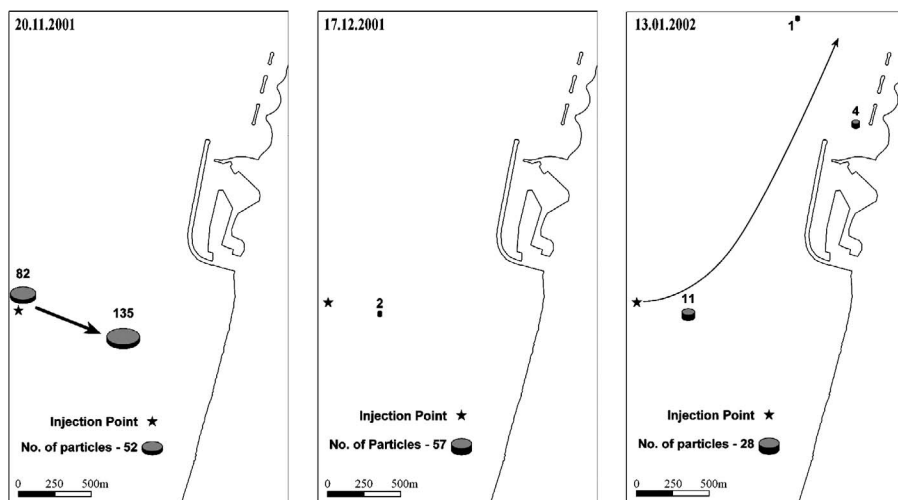 20.11.2001
82
135
Injection Point
No. of particles - 52
0 250 500m
17.12.2001
2
Injection Point
No. of Particles - 57
0 250 500m
13.01.2002
1
4
11
Injection Point
No. of particles - 28
0 250 500m